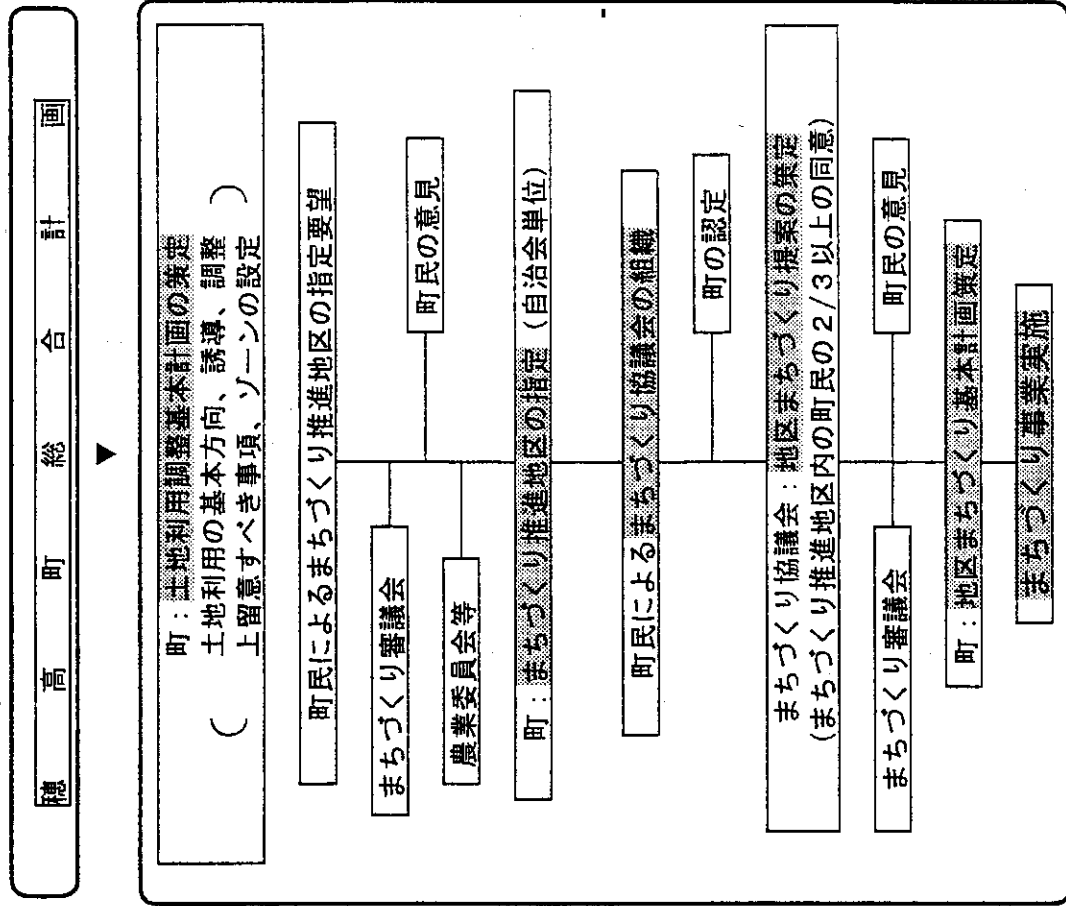 穂高町総合計画
▼
町：土地利用調整基本計画の策定
（土地利用の基本方向、誘導、調整
上留意すべき事項、ゾーンの設定）
町民によるまちづくり推進地区の指定要望
まちづくり審議会
町民の意見
農業委員会等
町：まちづくり推進地区の指定（自治会単位）
町民によるまちづくり協議会の組織
町の認定
まちづくり協議会：地区まちづくり提案の策定
（まちづくり推進地区内の町民の2/3以上の同意）
まちづくり審議会
町民の意見
町：地区まちづくり基本計画策定
まちづくり事業実施